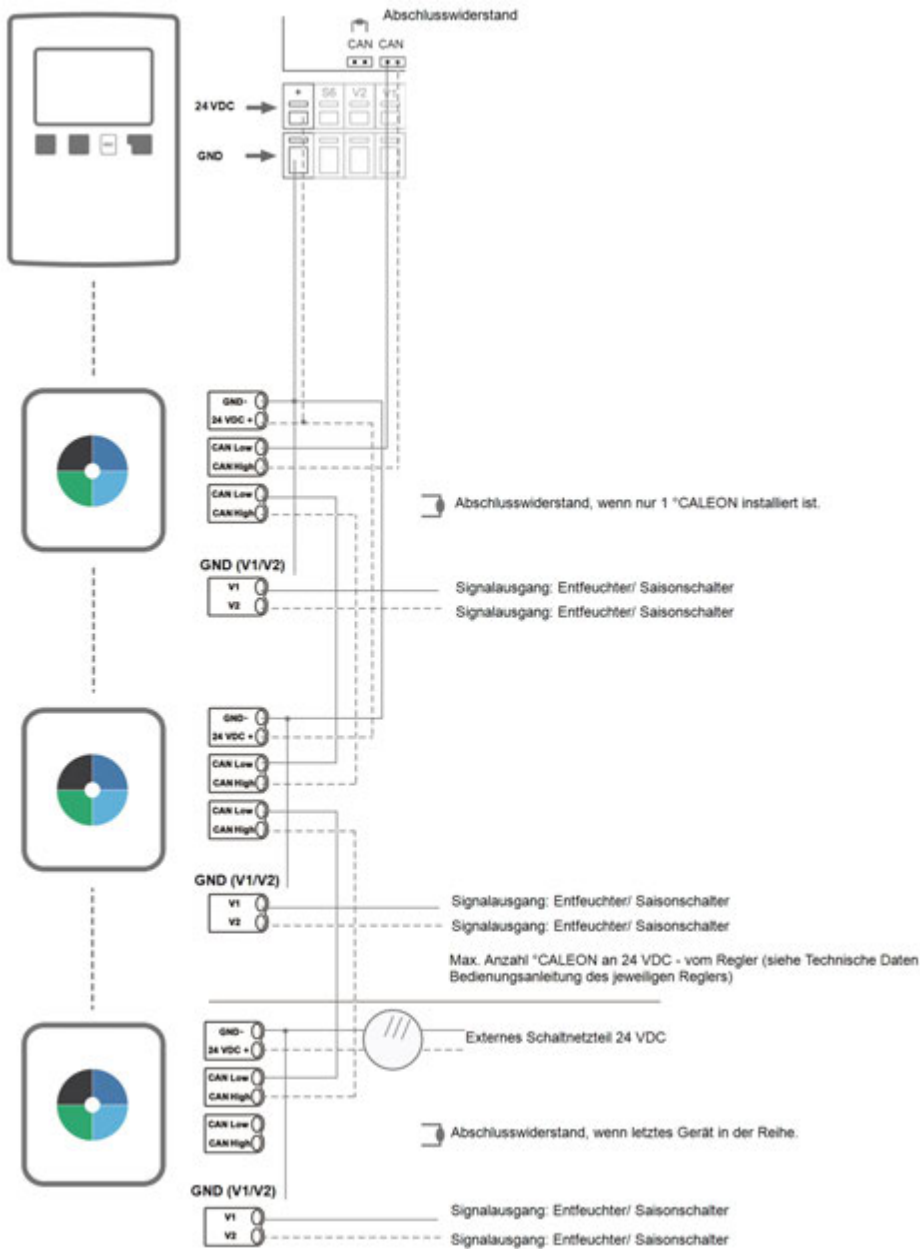 Abschlusswiderstand
CAN CAN
24 VDC
+ S6 V2 V1
GND
GND-
24 VDC +
CAN Low
CAN High
CAN Low
CAN High
Abschlusswiderstand, wenn nur 1 °CALEON installiert ist.
GND (V1/V2)
V1
Signalausgang: Entfeuchter/ Saisonschalter
V2
Signalausgang: Entfeuchter/ Saisonschalter
GND-
24 VDC +
CAN Low
CAN High
CAN Low
CAN High
GND (V1/V2)
V1
Signalausgang: Entfeuchter/ Saisonschalter
V2
Signalausgang: Entfeuchter/ Saisonschalter
Max. Anzahl °CALEON an 24 VDC - vom Regler (siehe Technische Daten
Bedienungsanleitung des jeweiligen Reglers)
GND-
24 VDC +
Externes Schaltnetzteil 24 VDC
CAN Low
CAN High
CAN Low
CAN High
Abschlusswiderstand, wenn letztes Gerät in der Reihe.
GND (V1/V2)
V1
Signalausgang: Entfeuchter/ Saisonschalter
V2
Signalausgang: Entfeuchter/ Saisonschalter